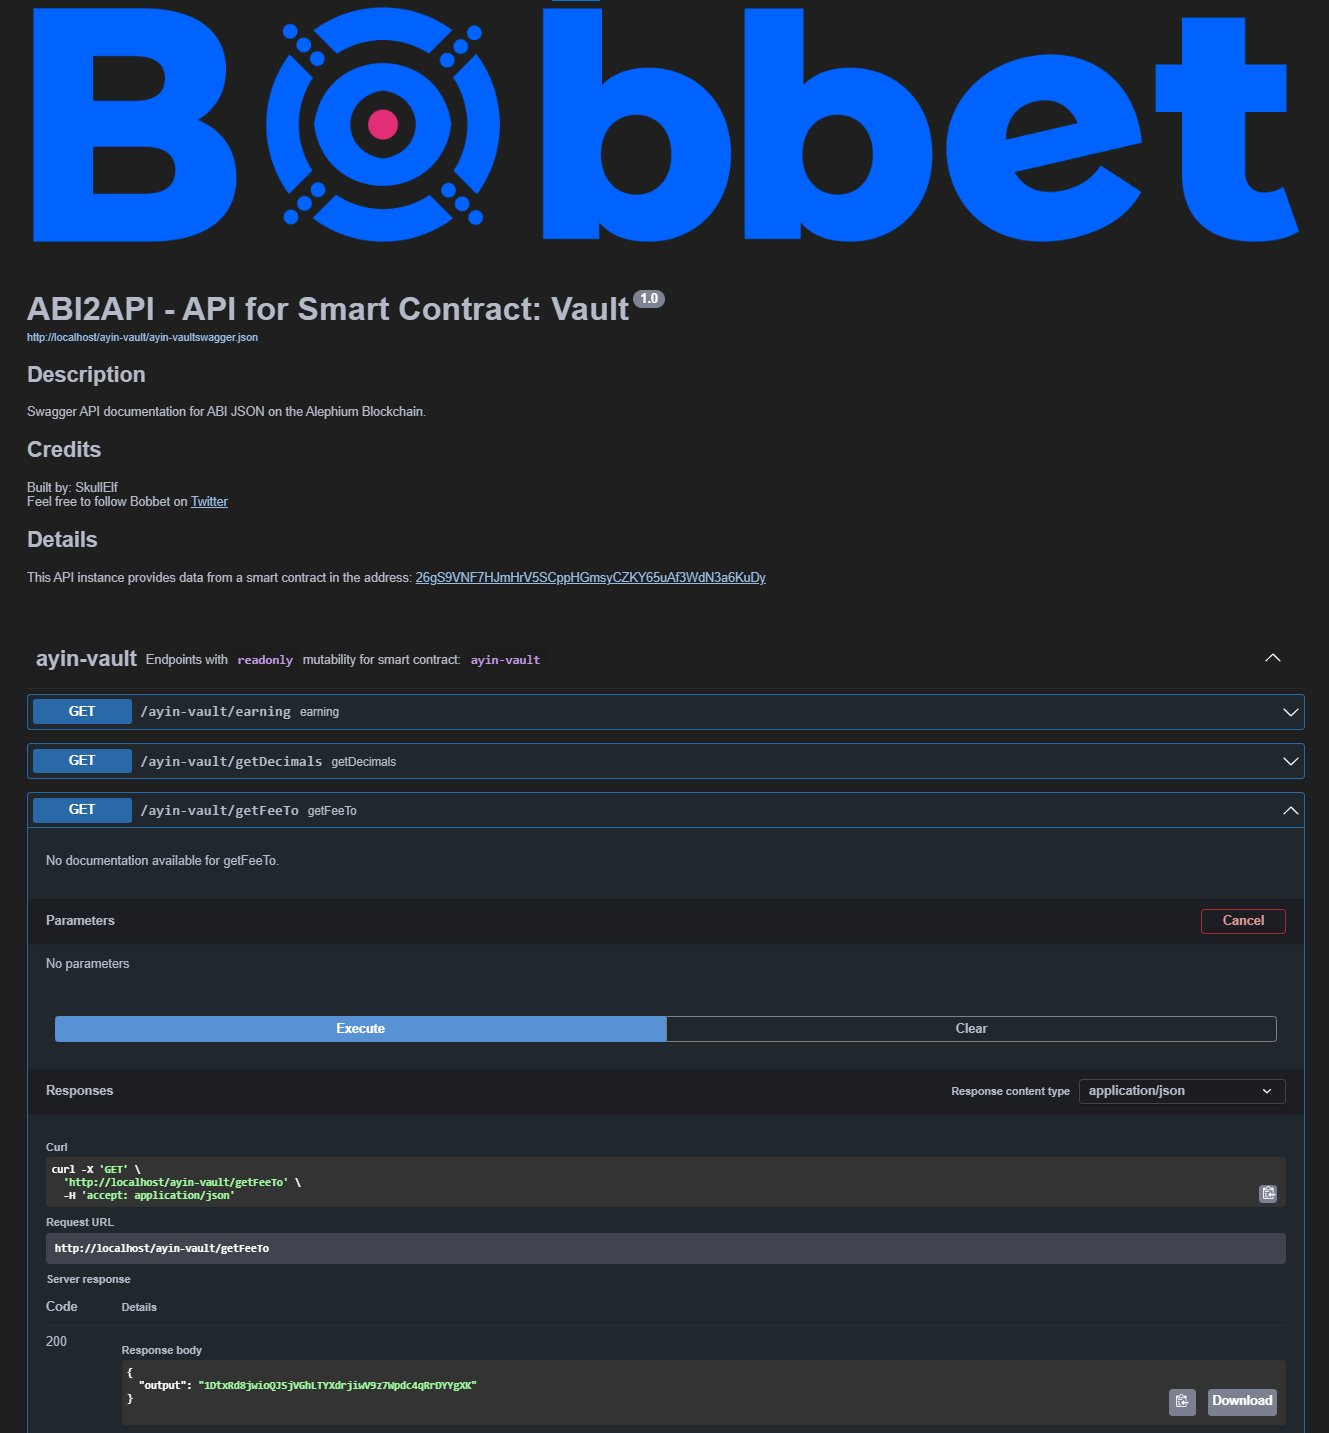 Bobbet
ABI2API - API for Smart Contract: Vault 1.0
http://localhost/ayin-vault/ayin-vaultswagger.json
Description
Swagger API documentation for ABI JSON on the Alephium Blockchain.
Credits
Built by: SkullElf
Feel free to follow Bobbet on Twitter
Details
This API instance provides data from a smart contract in the address: 26gS9VNF7HJmHrV5SCppHGmsyCZKY65uAf3WdN3a6KuDy
ayin-vault Endpoints with readonly mutability for smart contract: ayin-vault
GET /ayin-vault/earning earning
GET /ayin-vault/getDecimals getDecimals
GET /ayin-vault/getFeeTo getFeeTo
No documentation available for getFeeTo.
Parameters Cancel
No parameters
Execute Clear
Responses Response content type application/json
Curl
curl -X 'GET' \
'http://localhost/ayin-vault/getFeeTo' \
-H 'accept: application/json'
Request URL
http://localhost/ayin-vault/getFeeTo
Server response
Code Details
200
Response body
{
"output": "1DtxRd8jwioQJSjVGhLTYXdrjiwV9z7Wpdc4qRrDYYgXK"
}
Download